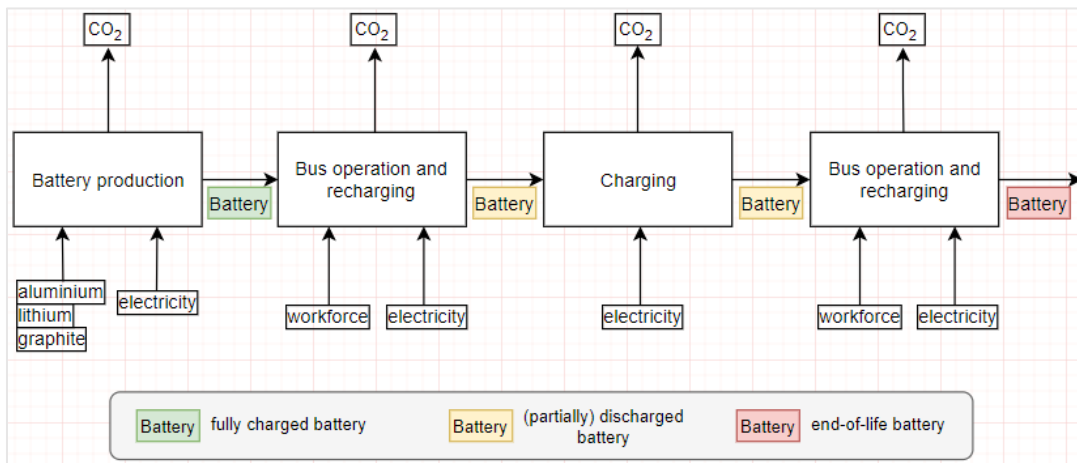 CO2
CO2
CO2
CO2
Battery production
Bus operation and
recharging
Charging
Bus operation and
recharging
Battery
Battery
Battery
Battery
aluminium
lithium
graphite
electricity
workforce
electricity
electricity
workforce
electricity
Battery fully charged battery
Battery (partially) discharged
battery
Battery end-of-life battery